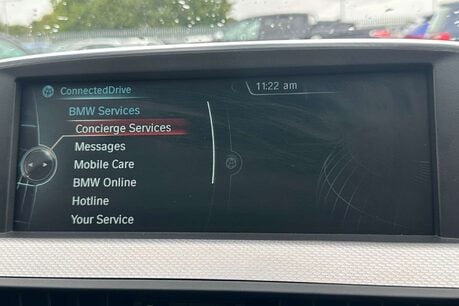 ConnectedDrive
11:22 am
BMW Services
Concierge Services
Messages
Mobile Care
BMW Online
Hotline
Your Service